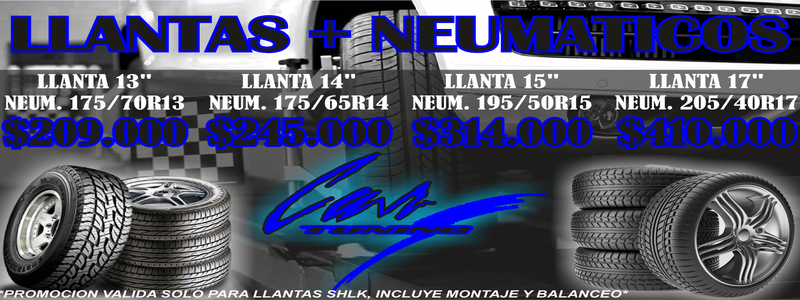 LLANTAS + NEUMATICOS
LLANTA 13"
NEUM. 175/70R13
$209.000
LLANTA 14"
NEUM. 175/65R14
$245.000
LLANTA 15"
NEUM. 195/50R15
$314.000
LLANTA 17"
NEUM. 205/40R17
$410.000
Cars
TUNING
*PROMOCION VALIDA SOLO PARA LLANTAS SHLK, INCLUYE MONTAJE Y BALANCEO*